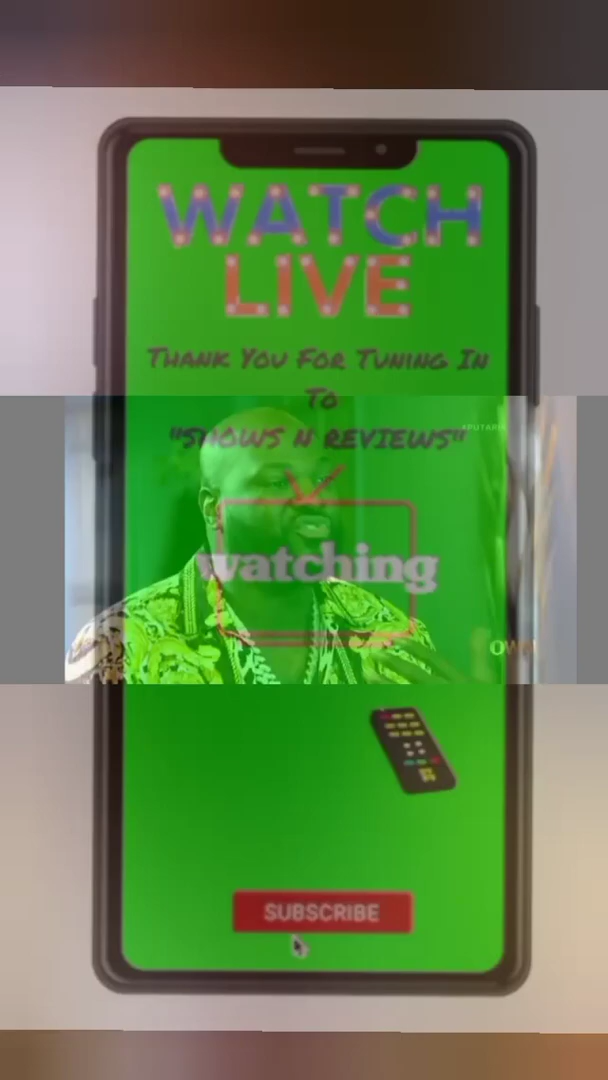 WATCH
LIVE
THANK YOU FOR TUNING IN
TO
"SHOWS N REVIEWS"
watching
OWN
SUBSCRIBE